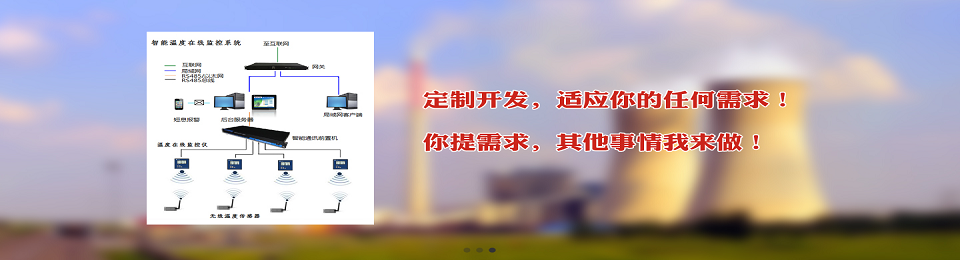 智能温度在线监控系统
至互联网
网关
互联网
局域网
RS485/以太网
RS485总线
短息报警
后台服务器
局域网客户端
智能通讯前置机
温度在线监控仪
无线温度传感器
定制开发，适应你的任何需求！
你提需求，其他事情我来做！